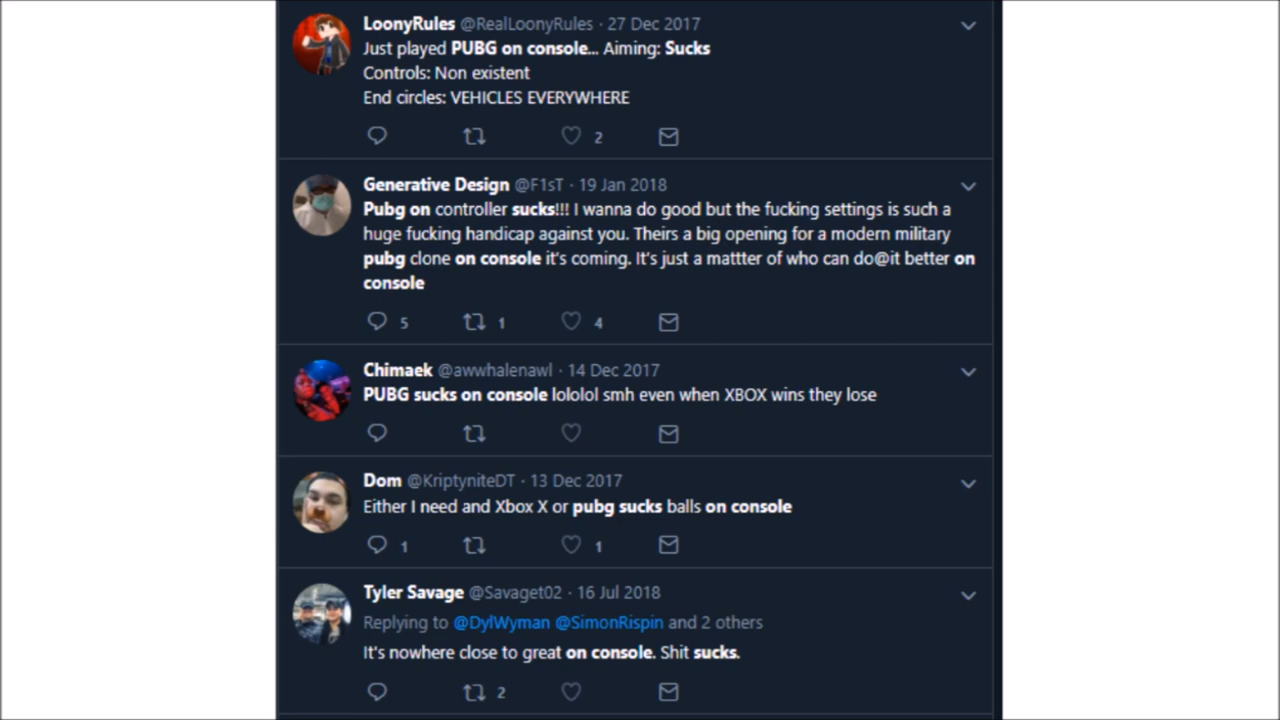 LoonyRules @RealLoonyRules · 27 Dec 2017
Just played PUBG on console... Aiming: Sucks
Controls: Non existent
End circles: VEHICLES EVERYWHERE
2
Generative Design @F1sT · 19 Jan 2018
Pubg on controller sucks!!! I wanna do good but the fucking settings is such a
huge fucking handicap against you. Theirs a big opening for a modern military
pubg clone on console it's coming. It's just a mattter of who can do@it better on
console
5 1 4
Chimaek @awwhalenawl · 14 Dec 2017
PUBG sucks on console lololol smh even when XBOX wins they lose
Dom @KriptyniteDT · 13 Dec 2017
Either I need and Xbox X or pubg sucks balls on console
1 1
Tyler Savage @Savaget02 · 16 Jul 2018
Replying to @DylWyman @SimonRispin and 2 others
It's nowhere close to great on console. Shit sucks.
2